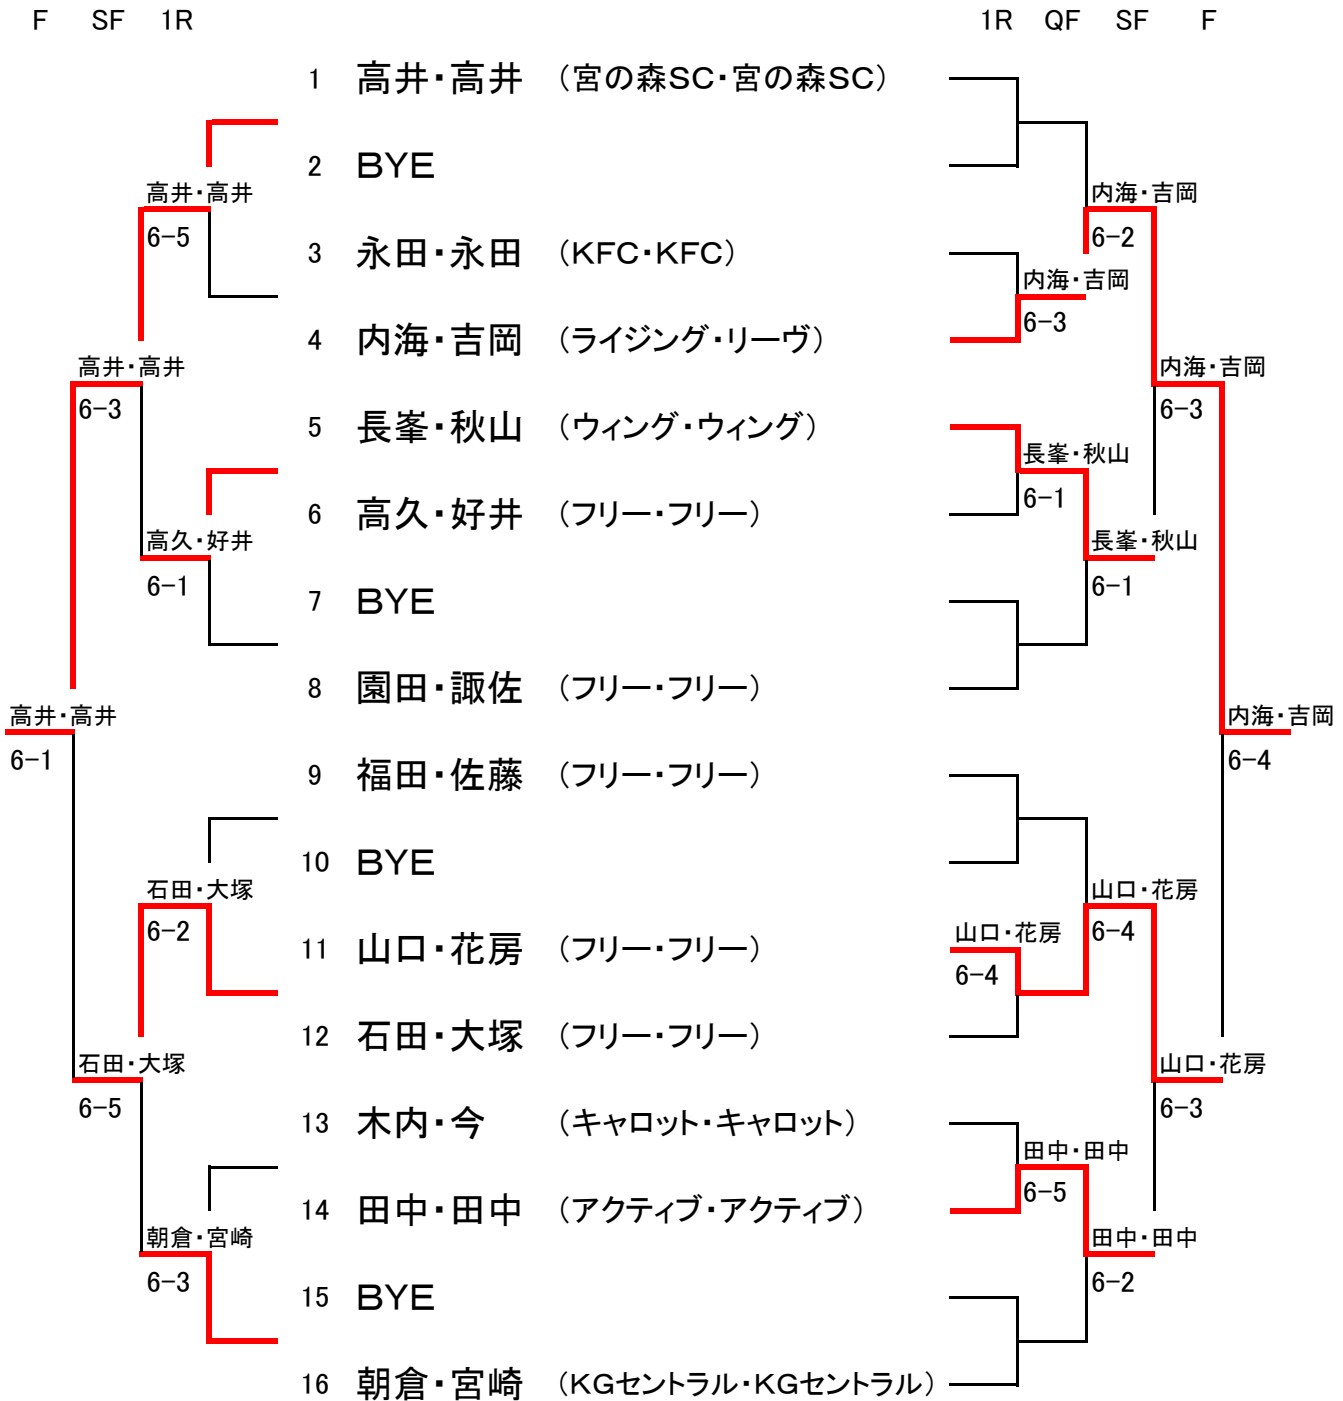 F SF 1R 1R QF SF F
1 高井・高井 (宮の森SC・宮の森SC)
2 BYE
高井・高井 内海・吉岡
6-5 6-2
3 永田・永田 (KFC・KFC)
内海・吉岡
6-3
4 内海・吉岡 (ライジング・リーヴ)
高井・高井 内海・吉岡
6-3 6-3
5 長峯・秋山 (ウィング・ウィング)
長峯・秋山
6-1
6 高久・好井 (フリー・フリー)
高久・好井 長峯・秋山
6-1 6-1
7 BYE
8 園田・諏佐 (フリー・フリー)
高井・高井 内海・吉岡
6-1 6-4
9 福田・佐藤 (フリー・フリー)
10 BYE
石田・大塚 山口・花房
6-2 6-4
山口・花房
11 山口・花房 (フリー・フリー)
6-4
12 石田・大塚 (フリー・フリー)
石田・大塚 山口・花房
6-5 6-3
13 木内・今 (キャロット・キャロット)
田中・田中
6-5
14 田中・田中 (アクティブ・アクティブ)
朝倉・宮崎 田中・田中
6-3 6-2
15 BYE
16 朝倉・宮崎 (KGセントラル・KGセントラル)